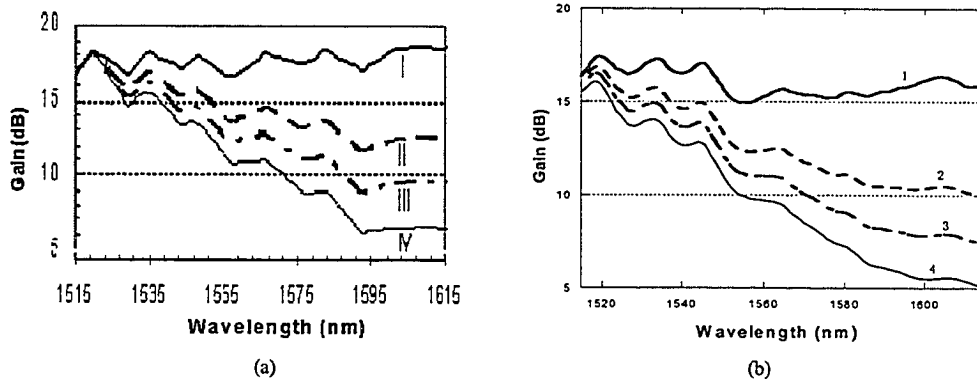 20
15
10
5
Gain (dB)
I
II
III
IV
1515 1535 1555 1575 1595 1615
Wavelength (nm)
(a)
20
15
10
5
Gain (dB)
1
2
3
4
1520 1540 1560 1580 1600
Wavelength (nm)
(b)